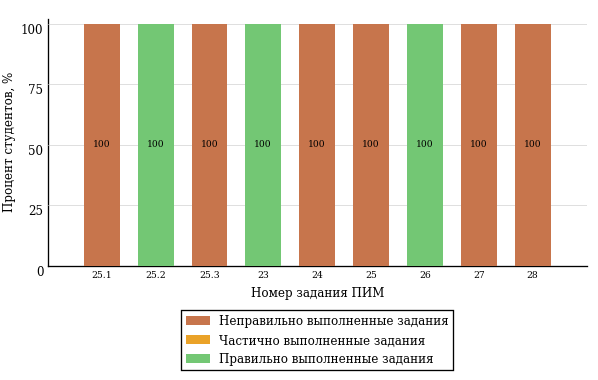 Процент студентов, %
100
75
50
25
0
100 100 100 100 100 100 100 100 100
25.1 25.2 25.3 23 24 25 26 27 28
Номер задания ПИМ
Неправильно выполненные задания
Частично выполненные задания
Правильно выполненные задания